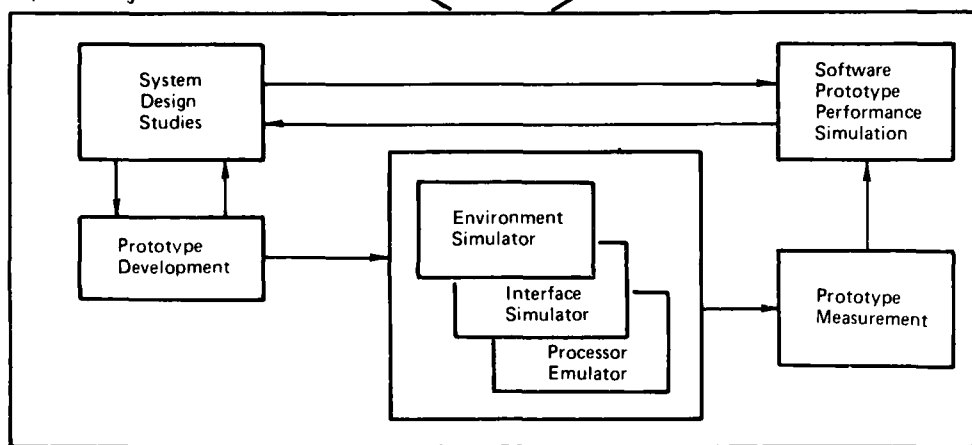 System
Design
Studies
Software
Prototype
Performance
Simulation
Prototype
Development
Environment
Simulator
Interface
Simulator
Processor
Emulator
Prototype
Measurement